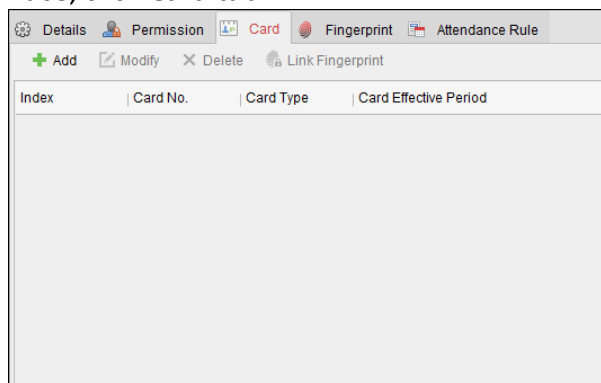 Details Permission Card Fingerprint Attendance Rule
Add Modify Delete Link Fingerprint
Index Card No. Card Type Card Effective Period